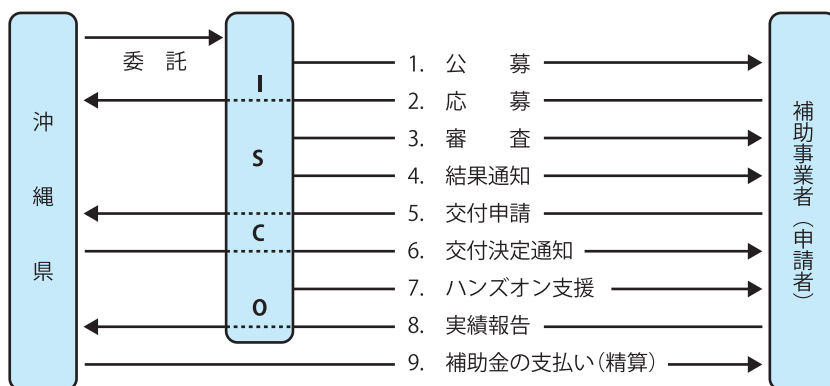 沖縄県
委 託
ISCO
1. 公 募
2. 応 募
3. 審 査
4. 結果通知
5. 交付申請
6. 交付決定通知
7. ハンズオン支援
8. 実績報告
9. 補助金の支払い(精算)
補助事業者(申請者)